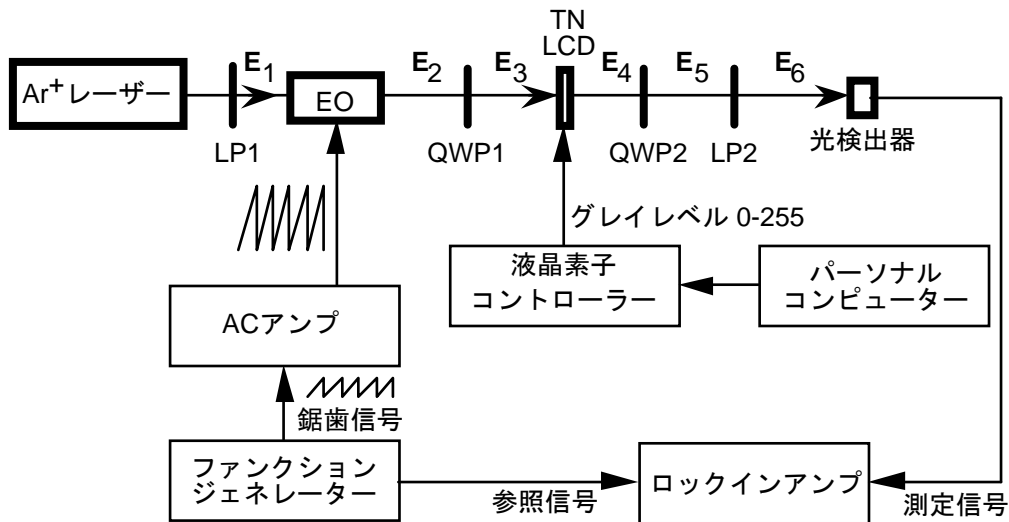 TN
LCD
E1
E2
E3
E4
E5
E6
Ar+レーザー
EO
LP1
QWP1
QWP2
LP2
光検出器
グレイレベル 0-255
液晶素子
コントローラー
パーソナル
コンピューター
ACアンプ
鋸歯信号
ファンクション
ジェネレーター
参照信号
ロックインアンプ
測定信号